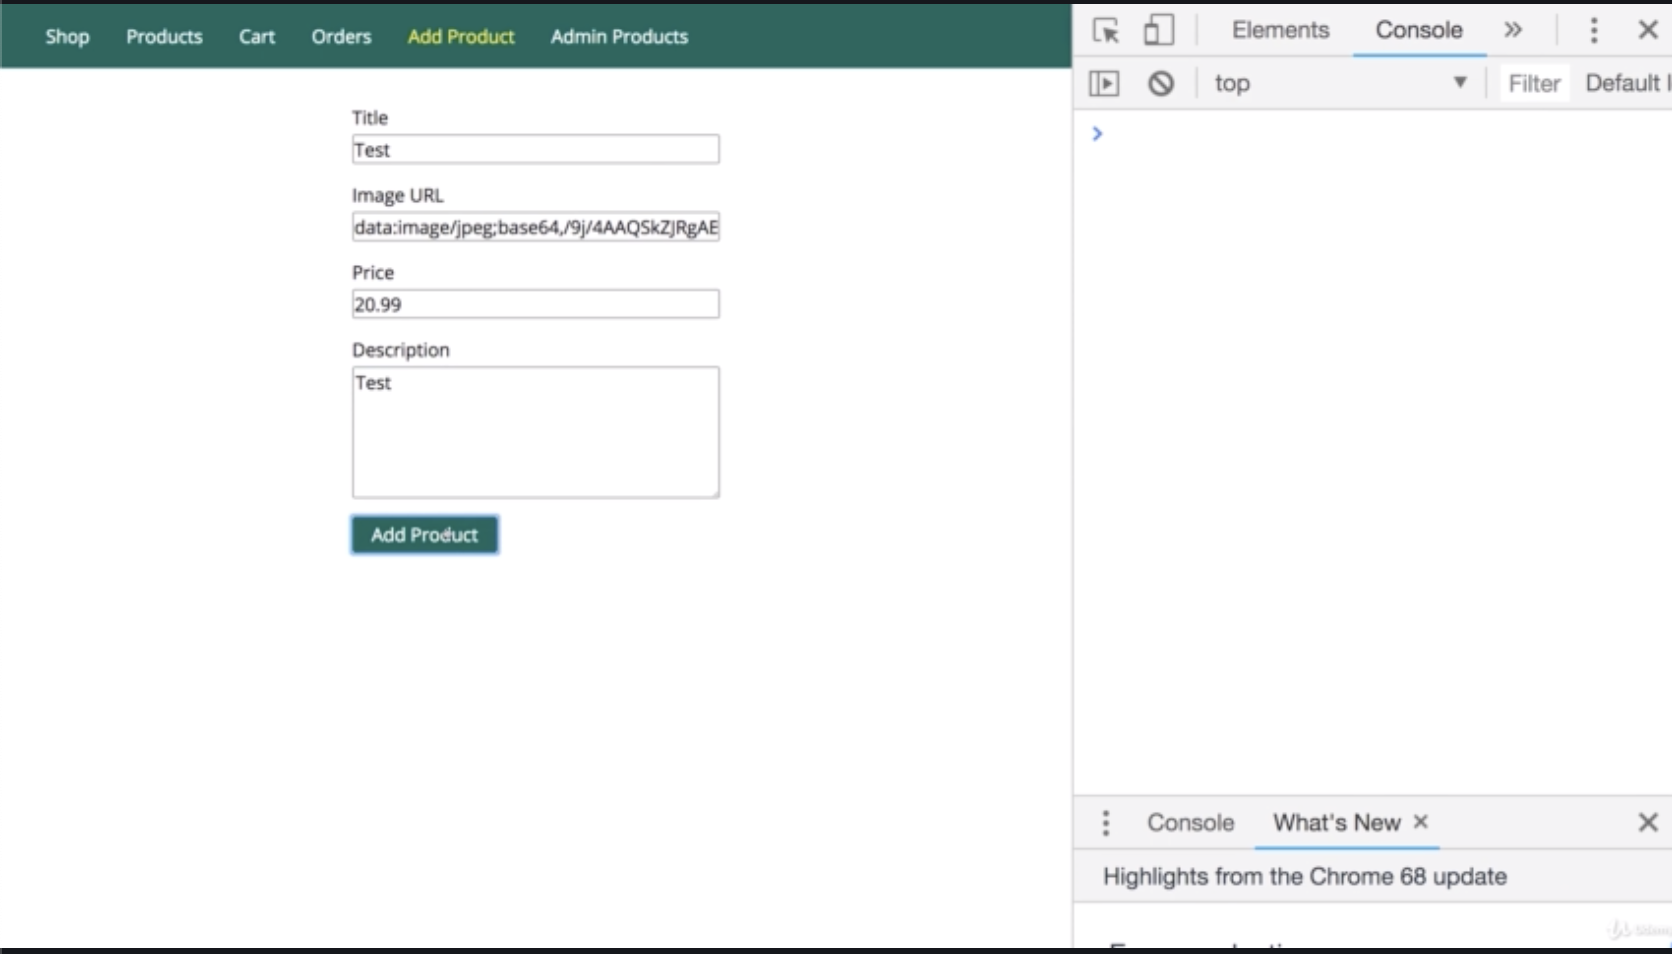 Shop Products Cart Orders Add Product Admin Products
Title
Test
Image URL
data:image/jpeg;base64,/9j/4AAQSkZJRgAE
Price
20.99
Description
Test
Add Product
Elements Console
top Filter Default
Console What's New
Highlights from the Chrome 68 update